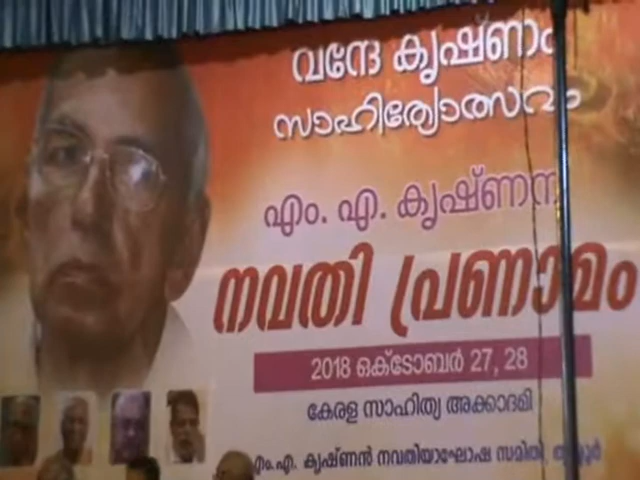 വന്ദേ കൃഷ്ണം
സാഹിത്യോത്സവം
എം. എ. കൃഷ്ണന്
നവതി പ്രണാമം
2018 ഒക്ടോബർ 27, 28
കേരള സാഹിത്യ അക്കാദമി
എം.എ. കൃഷ്ണൻ നവതിയാഘോഷ സമിതി, തൃശൂർ